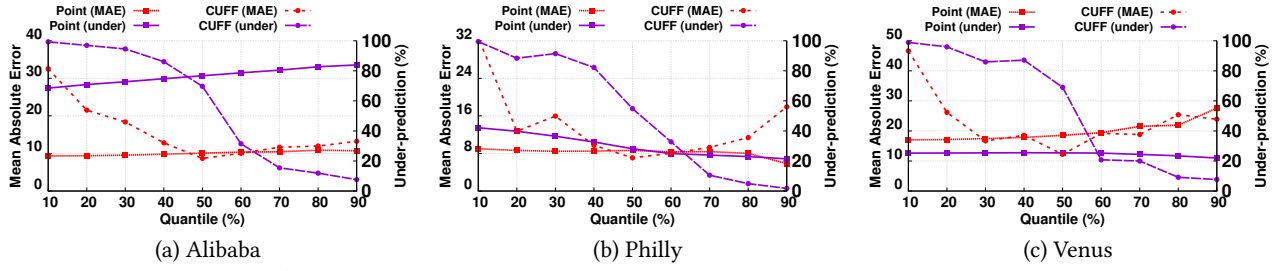 Point (MAE) CUFF (MAE)
Point (under) CUFF (under)
40 100
30 80
20 60
10 40
0 20
0
Mean Absolute Error
Under-prediction (%)
10 20 30 40 50 60 70 80 90
Quantile (%)
(a) Alibaba
Point (MAE) CUFF (MAE)
Point (under) CUFF (under)
32 100
24 80
16 60
8 40
0 20
0
Mean Absolute Error
Under-prediction (%)
10 20 30 40 50 60 70 80 90
Quantile (%)
(b) Philly
Point (MAE) CUFF (MAE)
Point (under) CUFF (under)
50 100
40 80
30 60
20 40
10 20
0 0
Mean Absolute Error
Under-prediction (%)
10 20 30 40 50 60 70 80 90
Quantile (%)
(c) Venus